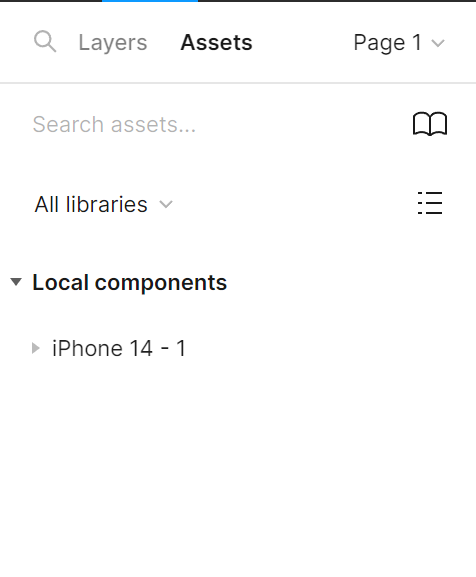 Layers Assets Page 1
Search assets...
All libraries
Local components
iPhone 14 - 1